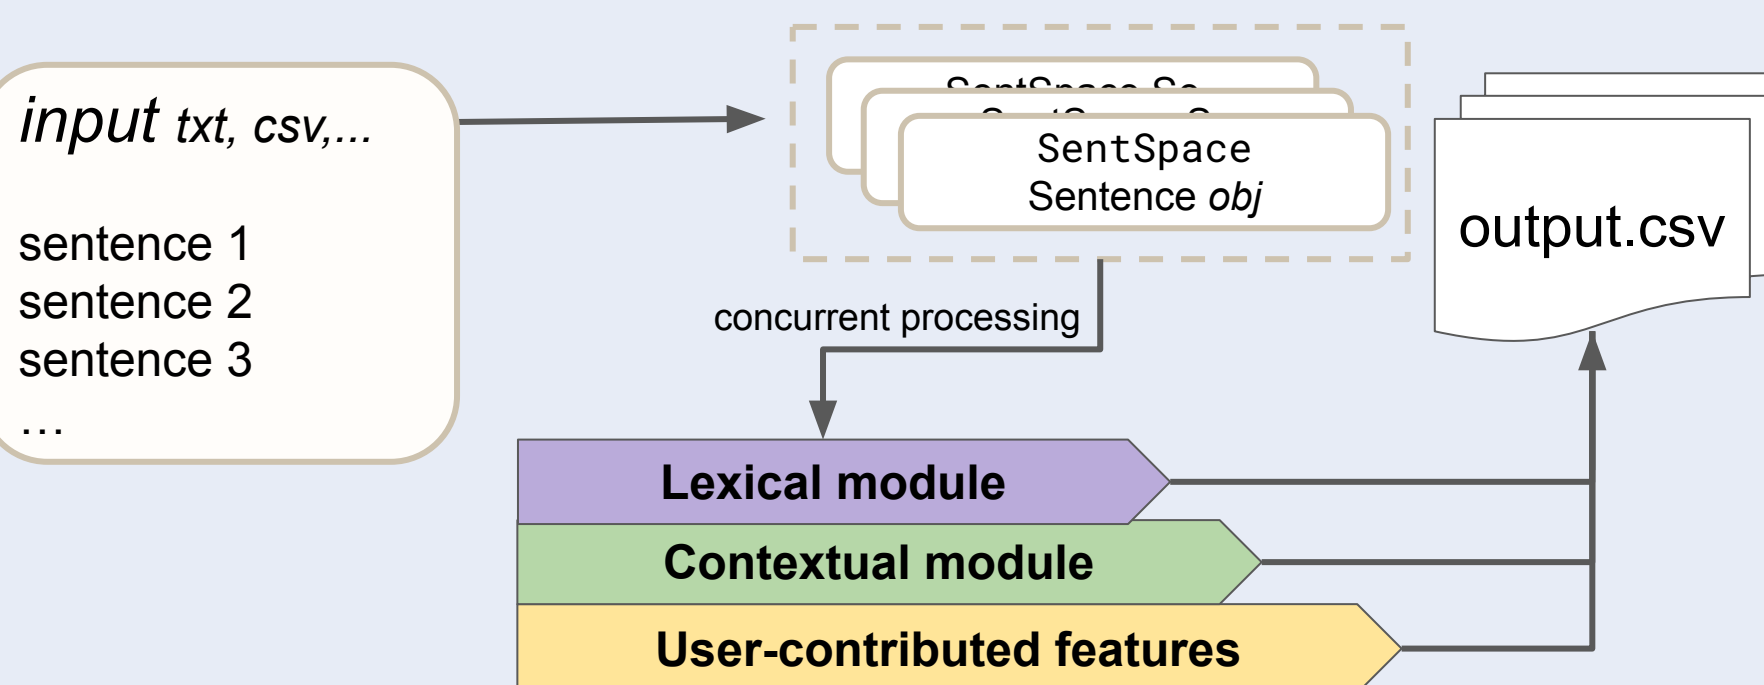 input txt, csv,...
sentence 1
sentence 2
sentence 3
…
SentSpace
Sentence obj
concurrent processing
output.csv
Lexical module
Contextual module
User-contributed features